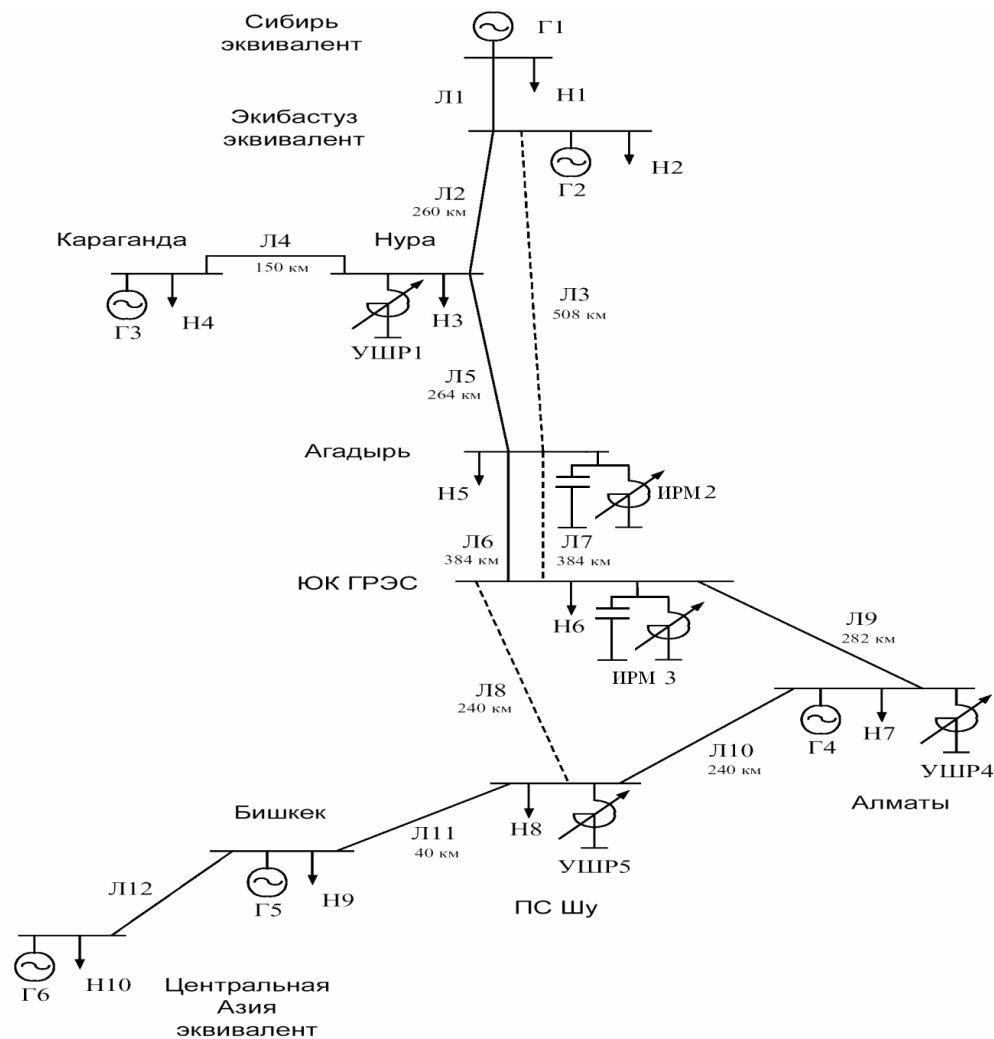 Сибирь
эквивалент
Г1
Л1
Н1
Экибастуз
эквивалент
Г2
Н2
Л2
260 км
Караганда
Л4
150 км
Нура
Л3
508 км
Г3
Н4
УШР1
Н3
Л5
264 км
Агадырь
Н5
ИРМ 2
Л6
384 км
Л7
384 км
ЮК ГРЭС
Н6
ИРМ 3
Л9
282 км
Л8
240 км
Л10
240 км
Г4
Н7
УШР4
Алматы
Бишкек
Л11
40 км
Н8
УШР5
Л12
Г5
Н9
ПС Шу
Г6
Н10
Центральная
Азия
эквивалент